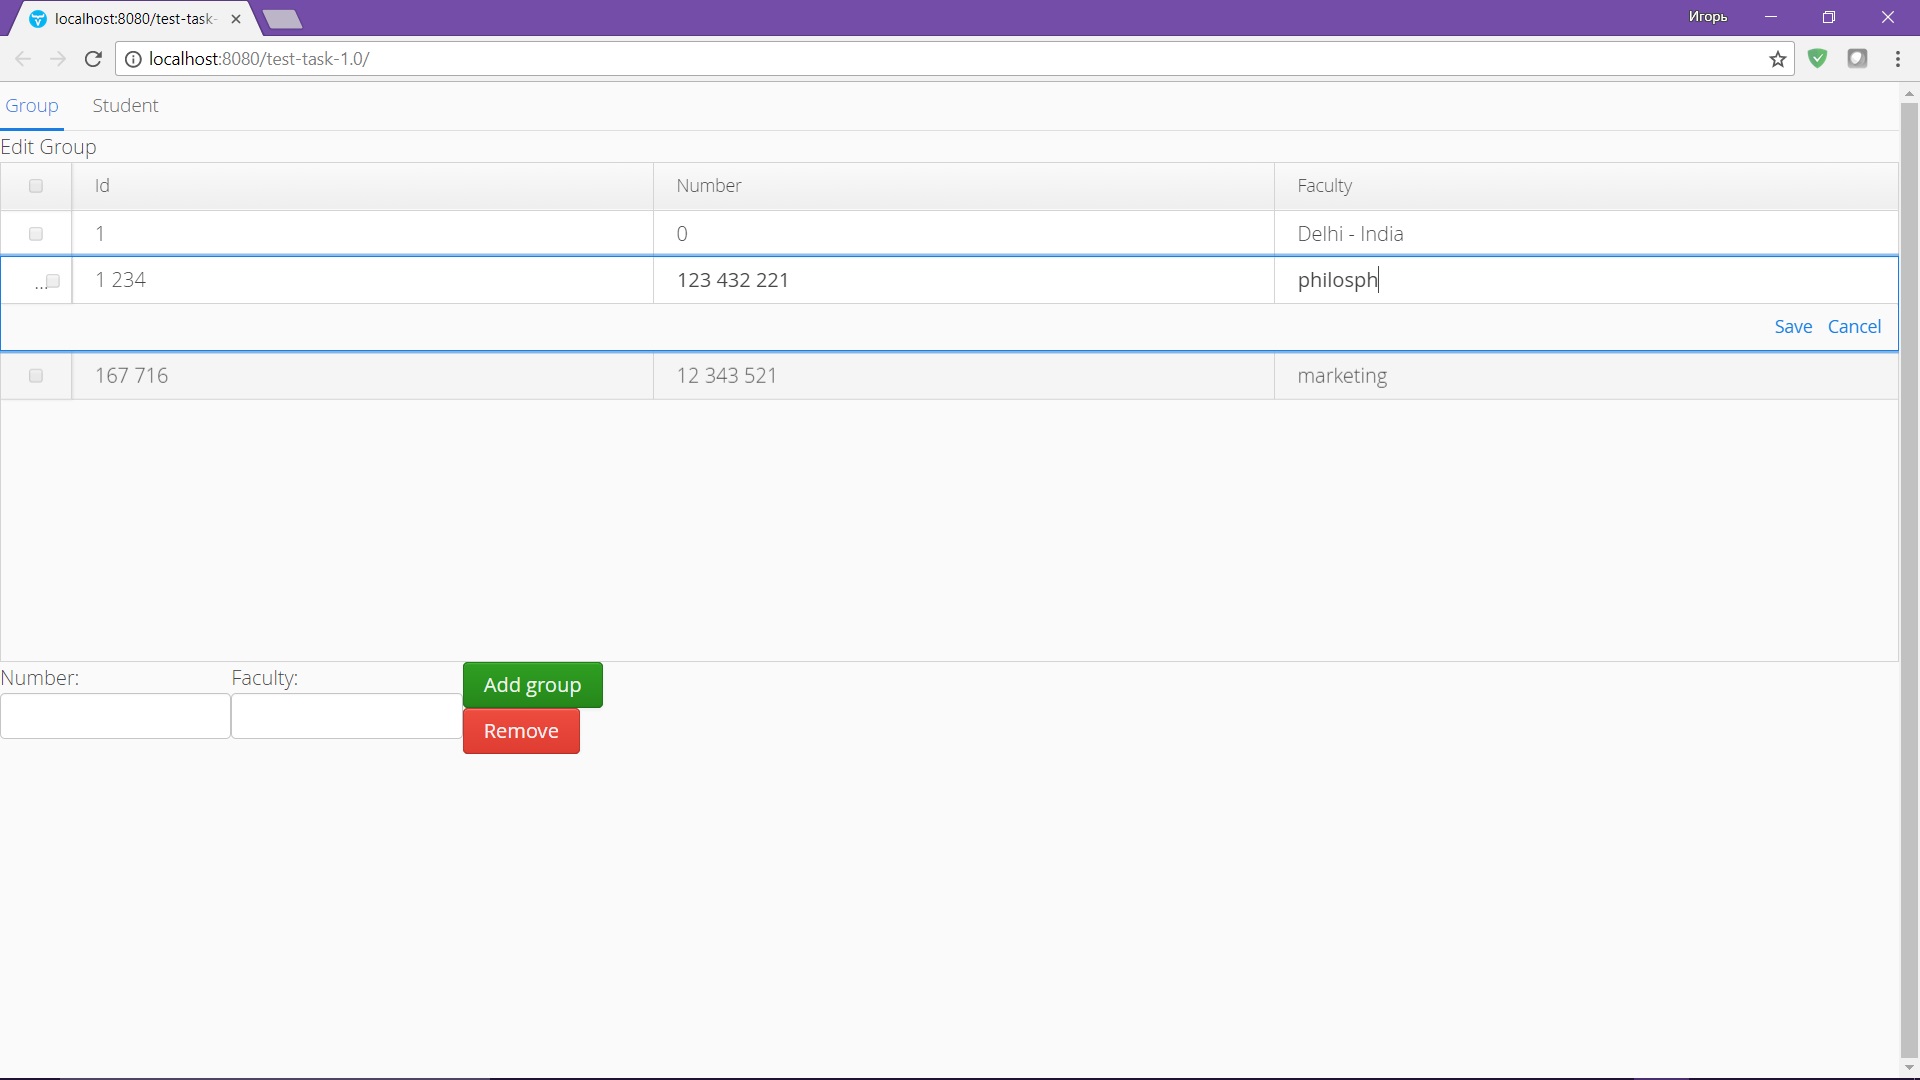 localhost:8080/test-task-
Игорь
localhost:8080/test-task-1.0/
Group Student
Edit Group
Id Number Faculty
1 0 Delhi - India
...
1 234 123 432 221 philosph
Save Cancel
167 716 12 343 521 marketing
Number: Faculty: Add group
Remove